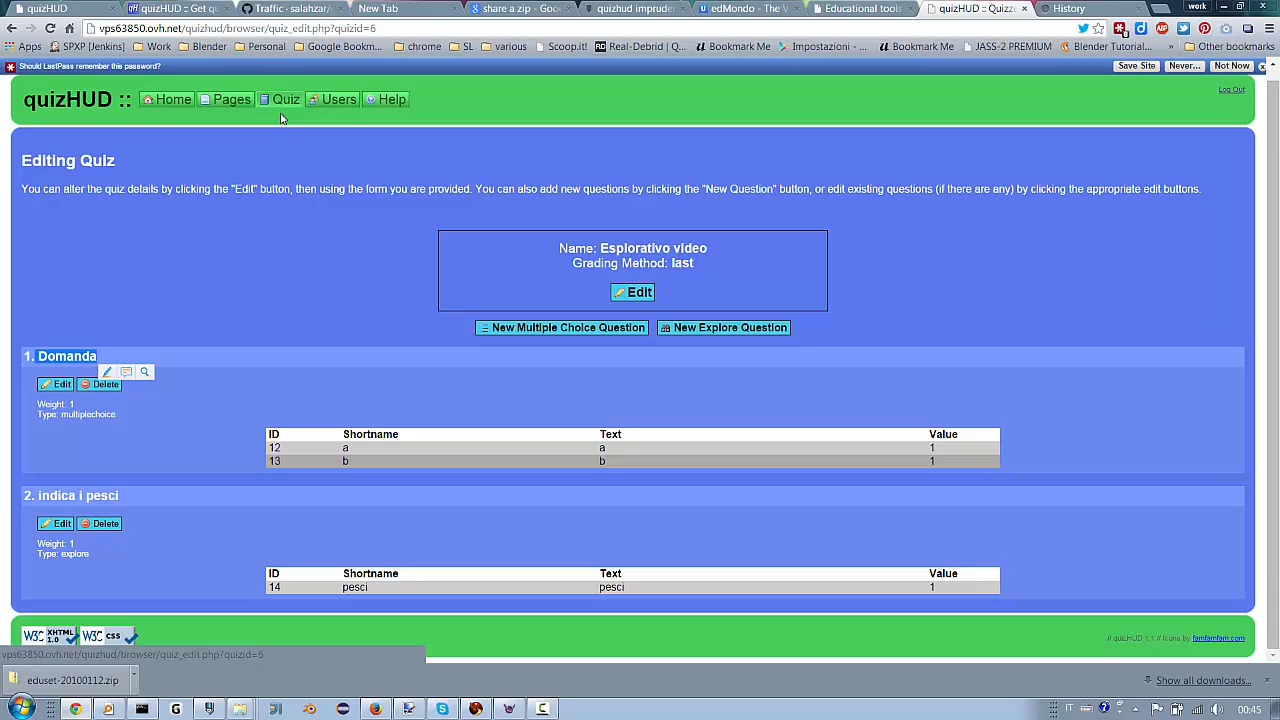 quizHUD
quizHUD :: Get q
Traffic - salahzar/
New Tab
share a zip - Goo
quizhud imprude
edMondo - The V
Educational tools
quizHUD :: Quizz
History
work
vps63850.ovh.net/quizhud/browser/quiz_edit.php?quizid=6
Apps
SPXP [Jenkins]
Work
Blender
Personal
Google Bookm...
chrome
SL
various
Scoop.it!
Real-Debrid | Q...
Bookmark Me
Impostazioni - ...
Bookmark Me
JASS-2 PREMIUM
Blender Tutorial...
Other bookmarks
Should LastPass remember this password?
Save Site
Never...
Not Now
quizHUD ::
Home
Pages
Quiz
Users
Help
Log Out
Editing Quiz
You can alter the quiz details by clicking the "Edit" button, then using the form you are provided. You can also add new questions by clicking the "New Question" button, or edit existing questions (if there are any) by clicking the appropriate edit buttons.
Name: Esplorativo video
Grading Method: last
Edit
New Multiple Choice Question
New Explore Question
1. Domanda
Edit
Delete
Weight: 1
Type: multiplechoice
ID Shortname Text Value
12 a a 1
13 b b 1
2. indica i pesci
Edit
Delete
Weight: 1
Type: explore
ID Shortname Text Value
14 pesci pesci 1
W3C XHTML 1.0
W3C css
// quizHUD 1.1 // Icons by famfamfam.com
vps63850.ovh.net/quizhud/browser/quiz_edit.php?quizid=6
eduset-20100112.zip
Show all downloads...
IT
00:45